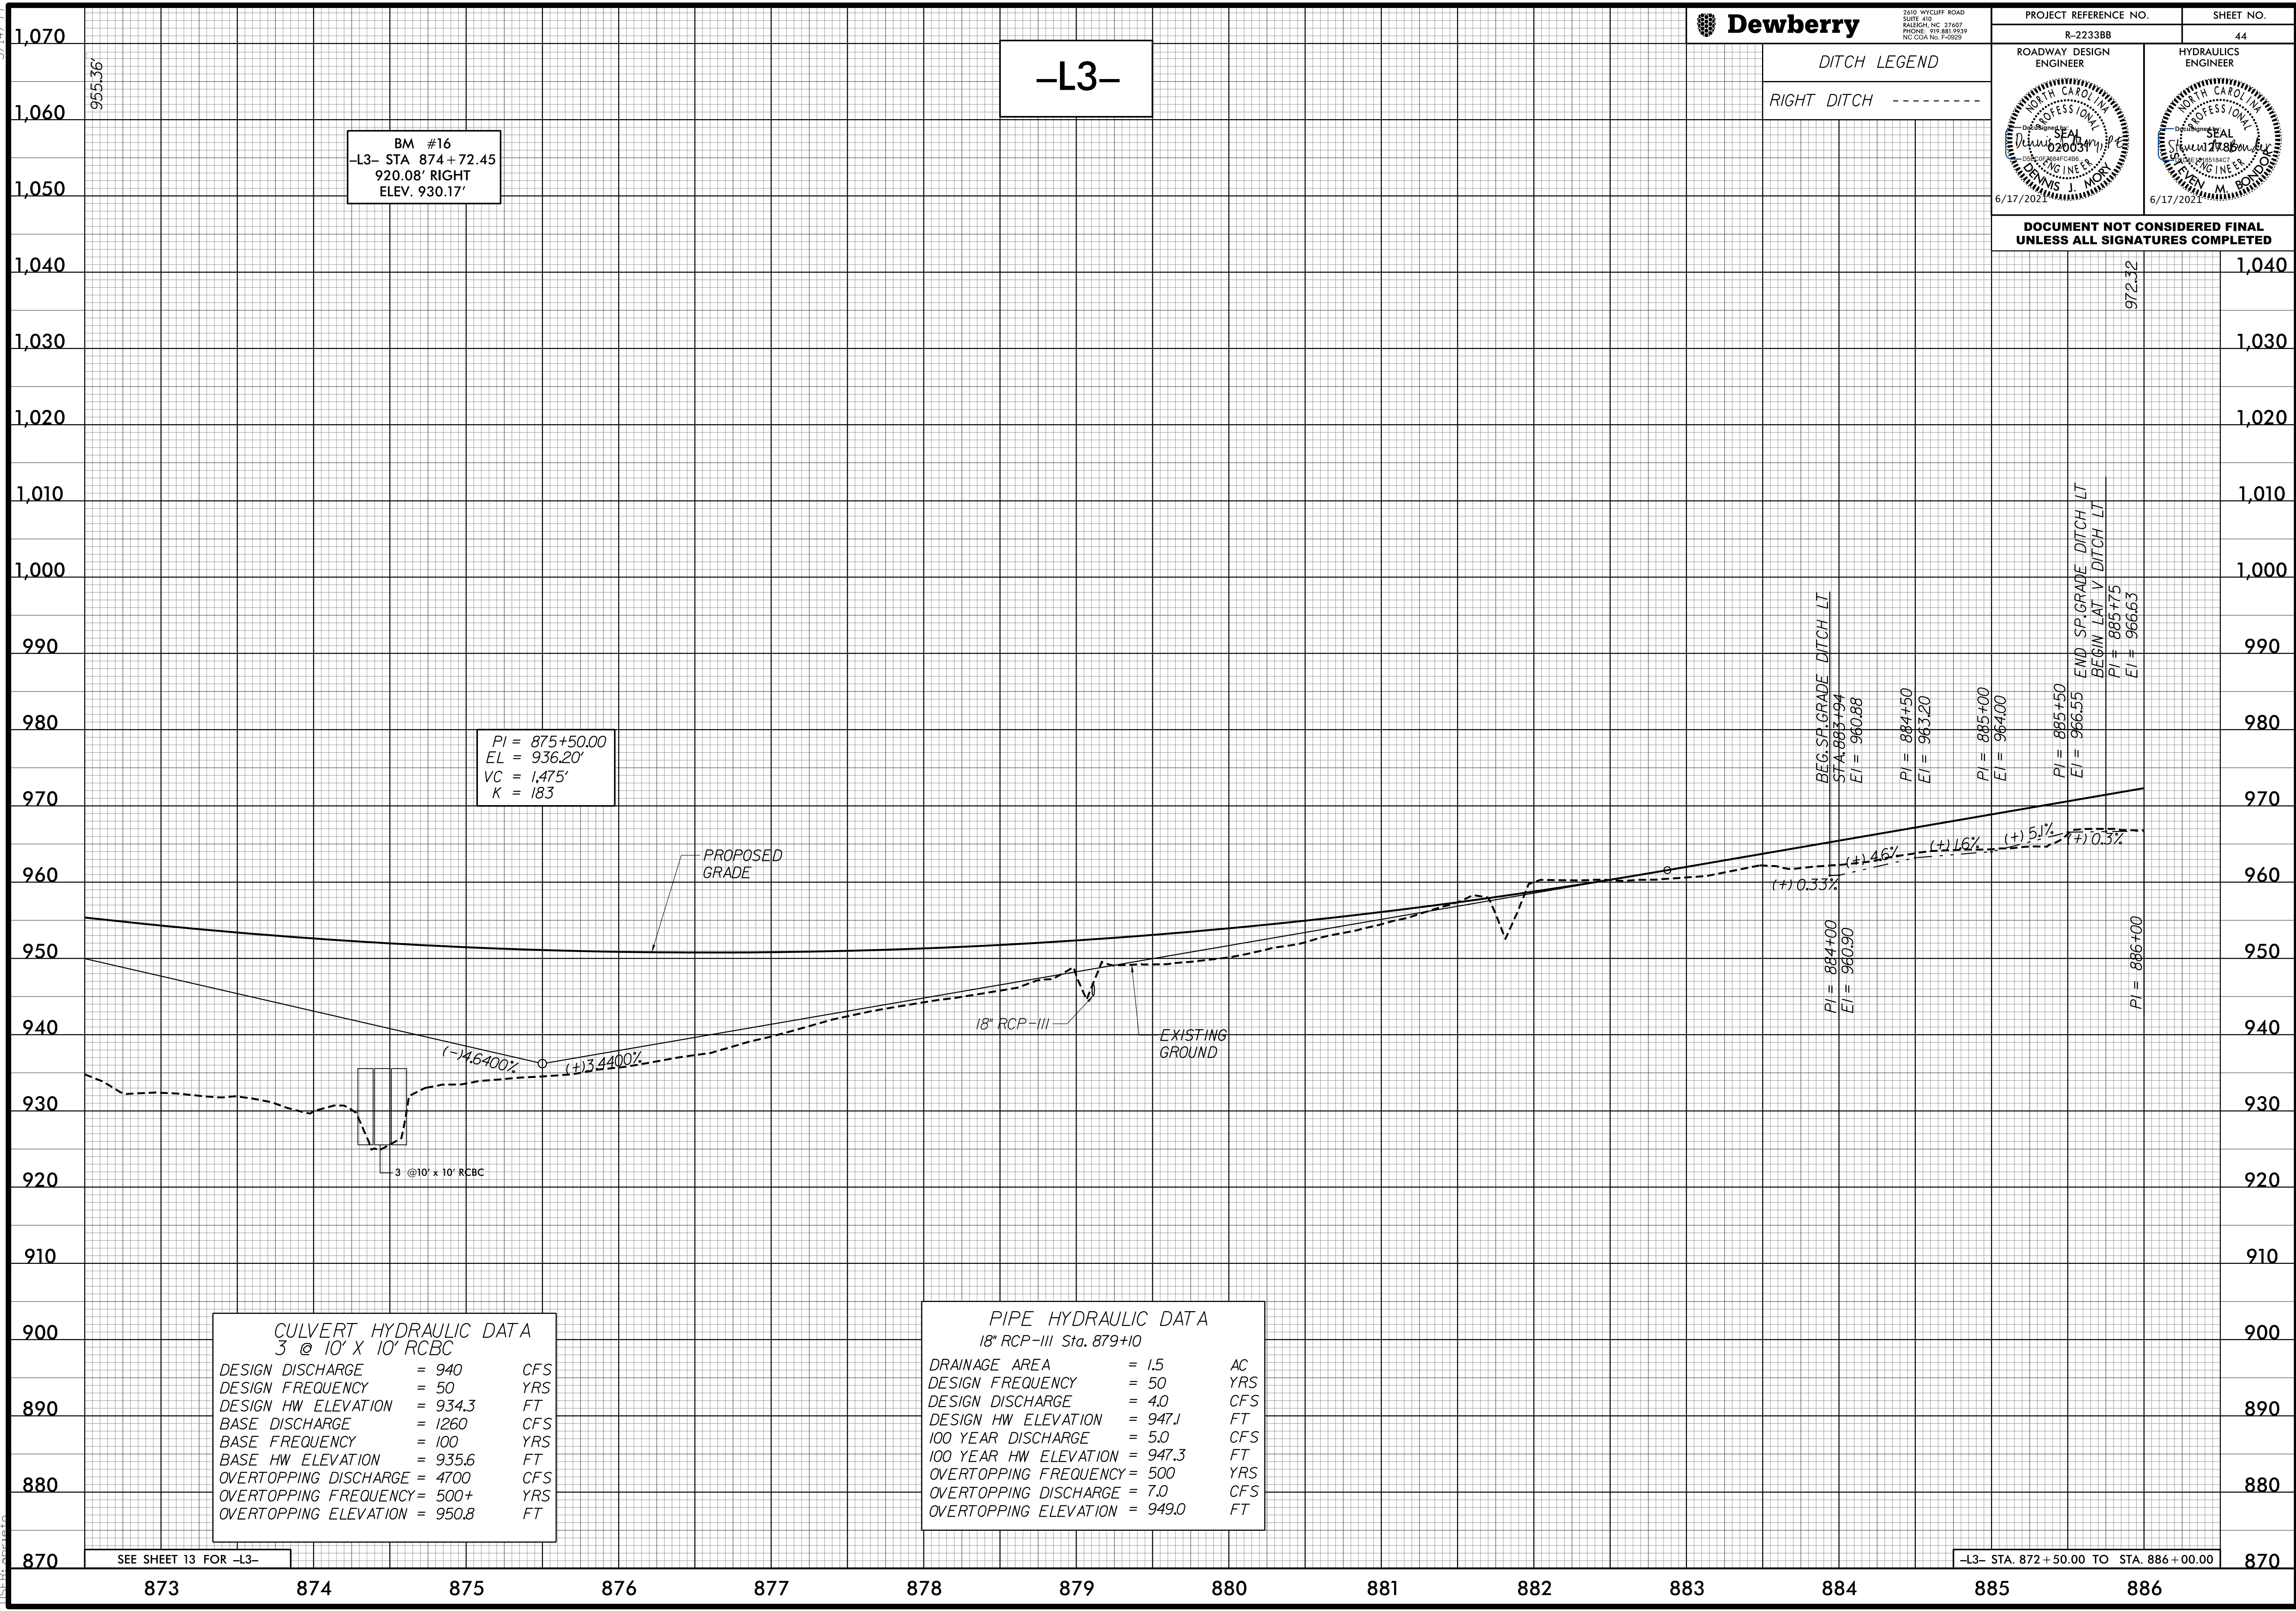 Dewberry
2610 WYCLIFF ROAD
SUITE 410
RALEIGH, NC 27607
PHONE: 919.881.9939
NC COA No. F-0929
PROJECT REFERENCE NO.
SHEET NO.
R-2233BB
44
ROADWAY DESIGN
ENGINEER
HYDRAULICS
ENGINEER
NORTH CAROLINA
PROFESSIONAL
SEAL
020031
ENGINEER
DENNIS J. MORY
6/17/2021
NORTH CAROLINA
PROFESSIONAL
SEAL
12786
ENGINEER
STEVEN M. BONDOR
6/17/2021
DOCUMENT NOT CONSIDERED FINAL
UNLESS ALL SIGNATURES COMPLETED
DITCH LEGEND
RIGHT DITCH
-L3-
955.36'
BM #16
-L3- STA 874+72.45
920.08' RIGHT
ELEV. 930.17'
972.32
1,070
1,060
1,050
1,040
1,030
1,020
1,010
1,000
990
980
970
960
950
940
930
920
910
900
890
880
870
1,040
1,030
1,020
1,010
1,000
990
980
970
960
950
940
930
920
910
900
890
880
870
PI = 875+50.00
EL = 936.20'
VC = 1,475'
K = 183
PROPOSED
GRADE
BEG.SP.GRADE DITCH LT
STA.883+94
El = 960.88
PI = 884+50
El = 963.20
PI = 885+00
El = 964.00
PI = 885+50
El = 966.55
END SP.GRADE DITCH LT
BEGIN LAT V DITCH LT
PI = 885+75
El = 966.63
(+) 0.33%
(+) 4.6%
(+) 1.6%
(+) 5.1%
(+) 0.3%
PI = 884+00
El = 960.90
PI = 886+00
(-)4.6400%
(+)3.4400%
18" RCP-III
EXISTING
GROUND
3 @10' x 10' RCBC
CULVERT HYDRAULIC DATA
3 @ 10' X 10' RCBC
DESIGN DISCHARGE = 940 CFS
DESIGN FREQUENCY = 50 YRS
DESIGN HW ELEVATION = 934.3 FT
BASE DISCHARGE = 1260 CFS
BASE FREQUENCY = 100 YRS
BASE HW ELEVATION = 935.6 FT
OVERTOPPING DISCHARGE = 4700 CFS
OVERTOPPING FREQUENCY = 500+ YRS
OVERTOPPING ELEVATION = 950.8 FT
PIPE HYDRAULIC DATA
18" RCP-III Sta. 879+10
DRAINAGE AREA = 1.5 AC
DESIGN FREQUENCY = 50 YRS
DESIGN DISCHARGE = 4.0 CFS
DESIGN HW ELEVATION = 947.1 FT
100 YEAR DISCHARGE = 5.0 CFS
100 YEAR HW ELEVATION = 947.3 FT
OVERTOPPING FREQUENCY = 500 YRS
OVERTOPPING DISCHARGE = 7.0 CFS
OVERTOPPING ELEVATION = 949.0 FT
SEE SHEET 13 FOR -L3-
-L3- STA. 872+50.00 TO STA. 886+00.00
873 874 875 876 877 878 879 880 881 882 883 884 885 886